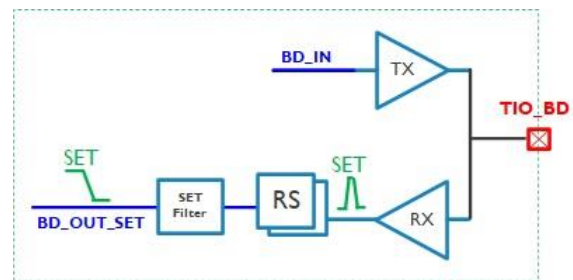 BD_IN
TX
TIO_BD
SET
SET
SET
Filter
RS
RX
BD_OUT_SET